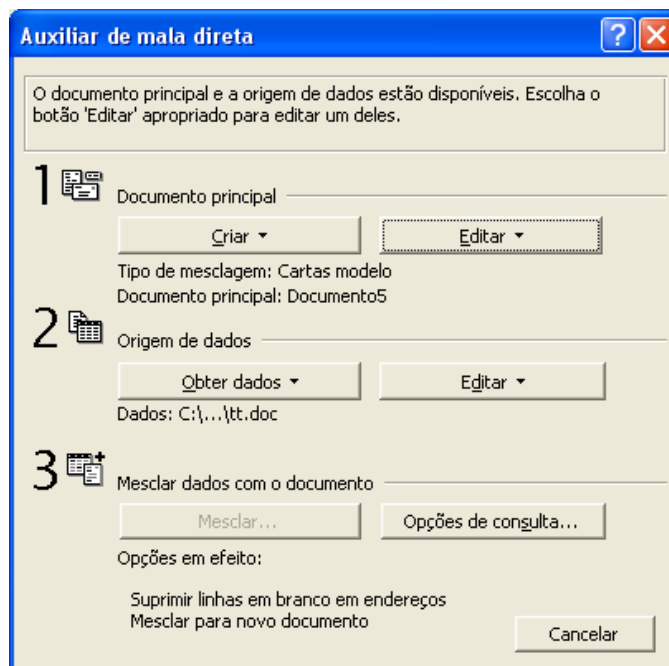 Auxiliar de mala direta
O documento principal e a origem de dados estão disponíveis. Escolha o
botão 'Editar' apropriado para editar um deles.
1 Documento principal
Criar Editar
Tipo de mesclagem: Cartas modelo
Documento principal: Documento5
2 Origem de dados
Obter dados Editar
Dados: C:\...\tt.doc
3 Mesclar dados com o documento
Mesclar... Opções de consulta...
Opções em efeito:
Suprimir linhas em branco em endereços
Mesclar para novo documento
Cancelar